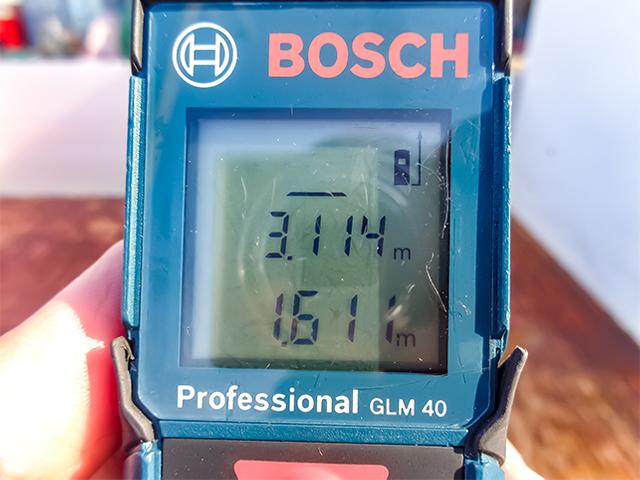 BOSCH
3.114 m
1.611 m
Professional GLM 40